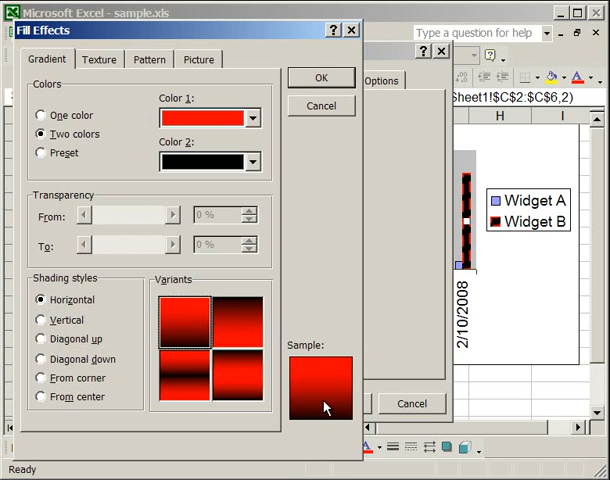 Microsoft Excel - sample.xls
Fill Effects
Type a question for help
Gradient
Texture
Pattern
Picture
Options
Colors
One color
Two colors
Preset
Color 1:
Color 2:
OK
Cancel
Sheet1!$C$2:$C$6,2)
H
I
Transparency
From:
0 %
To:
0 %
Widget A
Widget B
2/10/2008
Shading styles
Horizontal
Vertical
Diagonal up
Diagonal down
From corner
From center
Variants
Sample:
Cancel
Ready